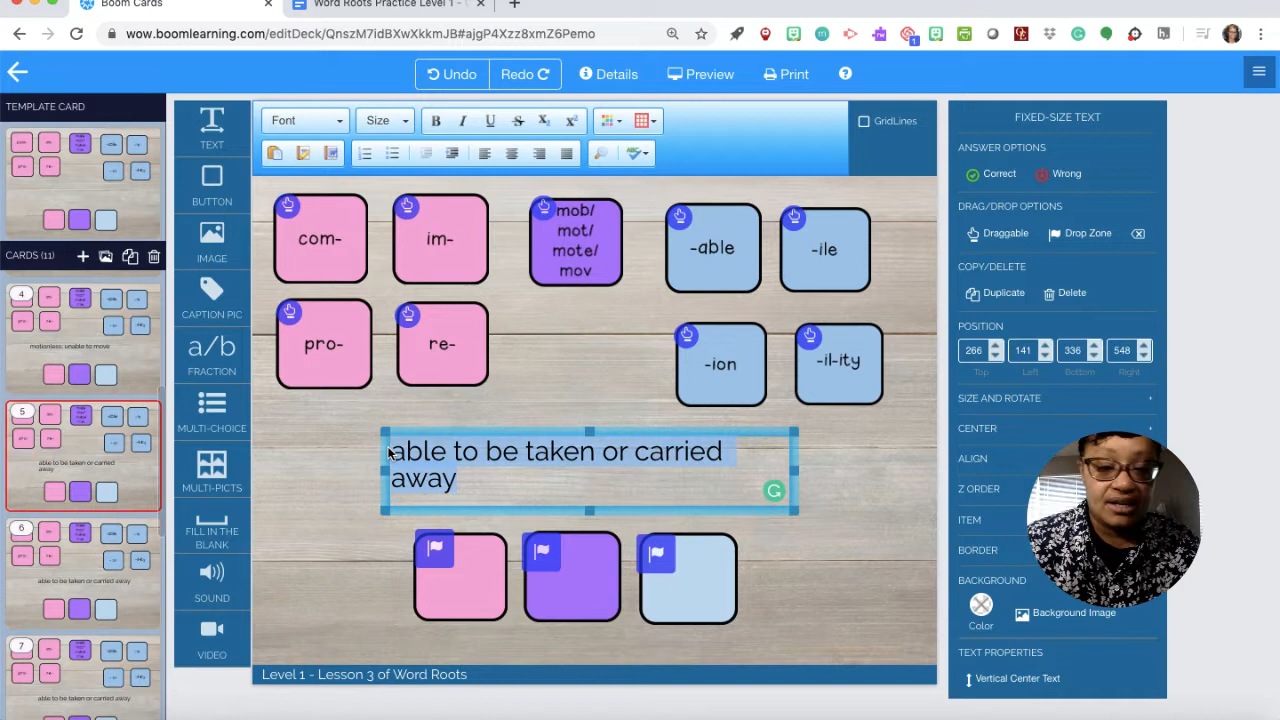 Boom Cards
Word Roots Practice Level 1 -
wow.boomlearning.com/editDeck/QnszM7idBXwXkkmJB#ajgP4Xzz8xmZ6Pemo
Undo
Redo
Details
Preview
Print
TEMPLATE CARD
CARDS (11)
4
motionless; unable to move
5
able to be taken or carried
away
6
able to be taken or carried away
7
able to be taken or carried away
TEXT
BUTTON
IMAGE
CAPTION PIC
a/b
FRACTION
MULTI-CHOICE
MULTI-PICTS
FILL IN THE
BLANK
SOUND
VIDEO
Font
Size
B I U S X₂ X²
GridLines
com-
im-
mob/
mot/
mote/
mov
-able
-ile
pro-
re-
-ion
-il-ity
able to be taken or carried
away
Level 1 - Lesson 3 of Word Roots
FIXED-SIZE TEXT
ANSWER OPTIONS
Correct
Wrong
DRAG/DROP OPTIONS
Draggable
Drop Zone
COPY/DELETE
Duplicate
Delete
POSITION
266 141 336 548
Top Left Bottom Right
SIZE AND ROTATE
CENTER
ALIGN
Z ORDER
ITEM
BORDER
BACKGROUND
Color
Background Image
TEXT PROPERTIES
Vertical Center Text